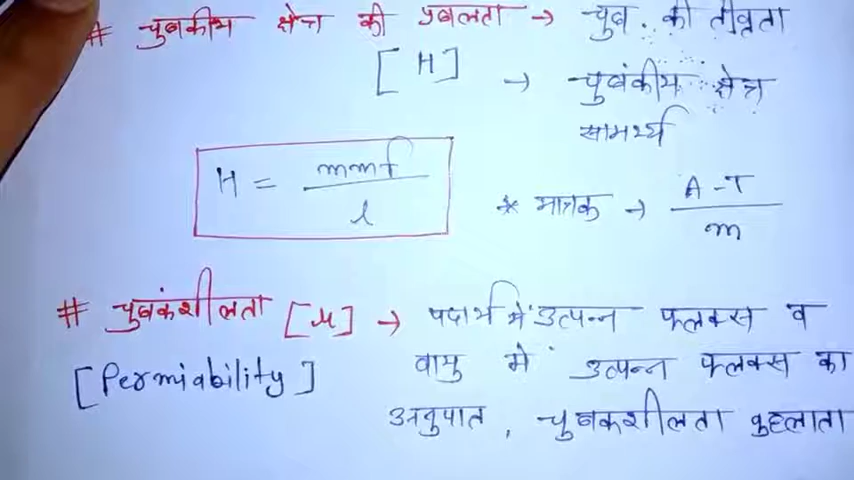 # चुबकीय क्षेत्र की प्रबलता → चुंब. की तीव्रता
[H] → चुबंकीय क्षेत्र
सामर्थ्य
H = mmf / l
* मात्रक → A-T / m
# चुबकंशीलता [μ] → पदार्थ में उत्पन्न फ्लक्स व
[Permiability] वायु में उत्पन्न फ्लक्स का
अनुपात, चुबकशीलता कहलाता